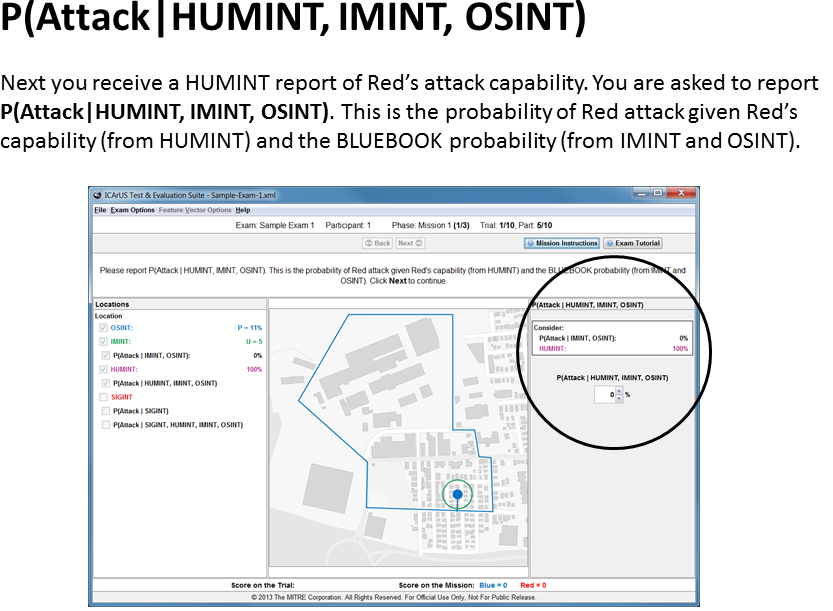 P(Attack|HUMINT, IMINT, OSINT)
Next you receive a HUMINT report of Red’s attack capability. You are asked to report
P(Attack|HUMINT, IMINT, OSINT). This is the probability of Red attack given Red’s
capability (from HUMINT) and the BLUEBOOK probability (from IMINT and OSINT).
ICArUS Test & Evaluation Suite - Sample-Exam-1.xml
File Exam Options Feature Vector Options Help
Exam: Sample Exam 1 Participant: 1 Phase: Mission 1 (1/3) Trial: 1/10, Part: 5/10
Back Next Mission Instructions Exam Tutorial
Please report P(Attack | HUMINT, IMINT, OSINT). This is the probability of Red attack given Red's capability (from HUMINT) and the BLUEBOOK probability (from IMINT and
OSINT). Click Next to continue.
Locations
Location
OSINT: P = 11%
IMINT: U = 5
P(Attack | IMINT, OSINT): 0%
HUMINT: 100%
P(Attack | HUMINT, IMINT, OSINT)
SIGINT
P(Attack | SIGINT)
P(Attack | SIGINT, HUMINT, IMINT, OSINT)
P(Attack | HUMINT, IMINT, OSINT)
Consider:
P(Attack | IMINT, OSINT): 0%
HUMINT: 100%
P(Attack | HUMINT, IMINT, OSINT)
0 %
Score on the Trial: Score on the Mission: Blue = 0 Red = 0
© 2013 The MITRE Corporation. All Rights Reserved. For Official Use Only, Not For Public Release.